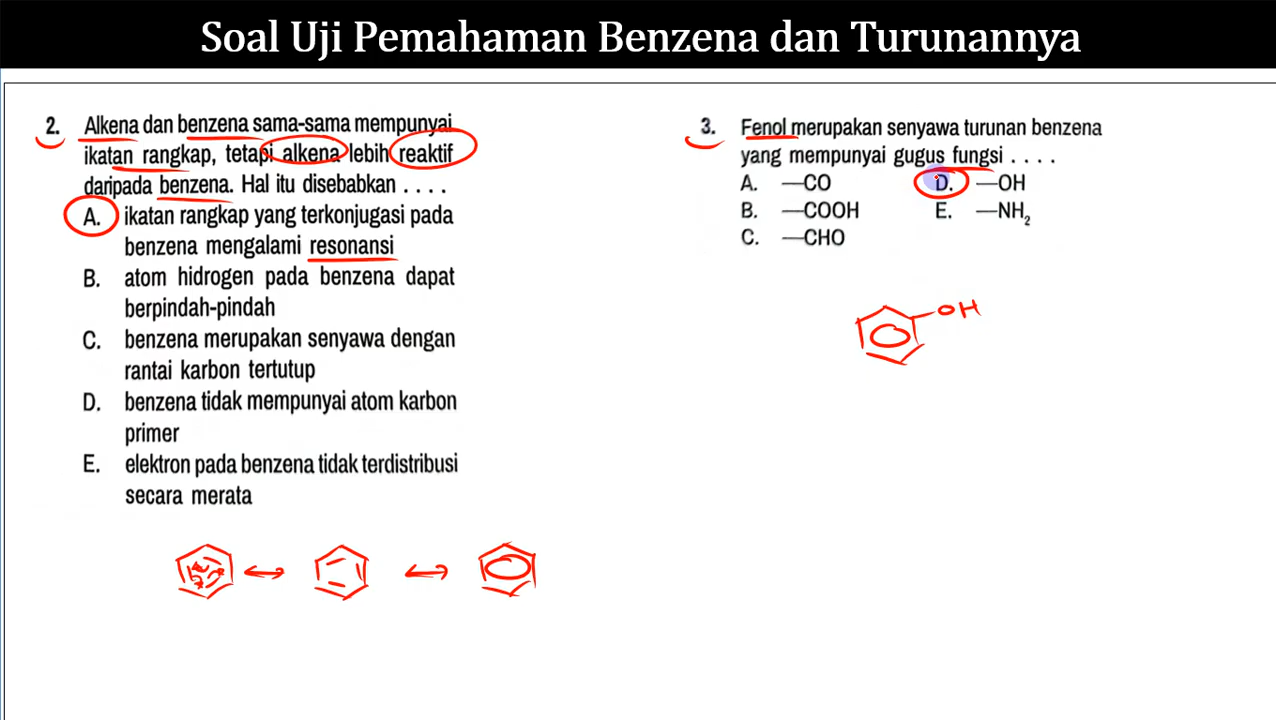 Soal Uji Pemahaman Benzena dan Turunannya
2. Alkena dan benzena sama-sama mempunyai
ikatan rangkap, tetapi alkena lebih reaktif
daripada benzena. Hal itu disebabkan . . . .
A. ikatan rangkap yang terkonjugasi pada
benzena mengalami resonansi
B. atom hidrogen pada benzena dapat
berpindah-pindah
C. benzena merupakan senyawa dengan
rantai karbon tertutup
D. benzena tidak mempunyai atom karbon
primer
E. elektron pada benzena tidak terdistribusi
secara merata
3. Fenol merupakan senyawa turunan benzena
yang mempunyai gugus fungsi . . . .
A. —CO
B. —COOH
C. —CHO
D. —OH
E. —NH₂
OH